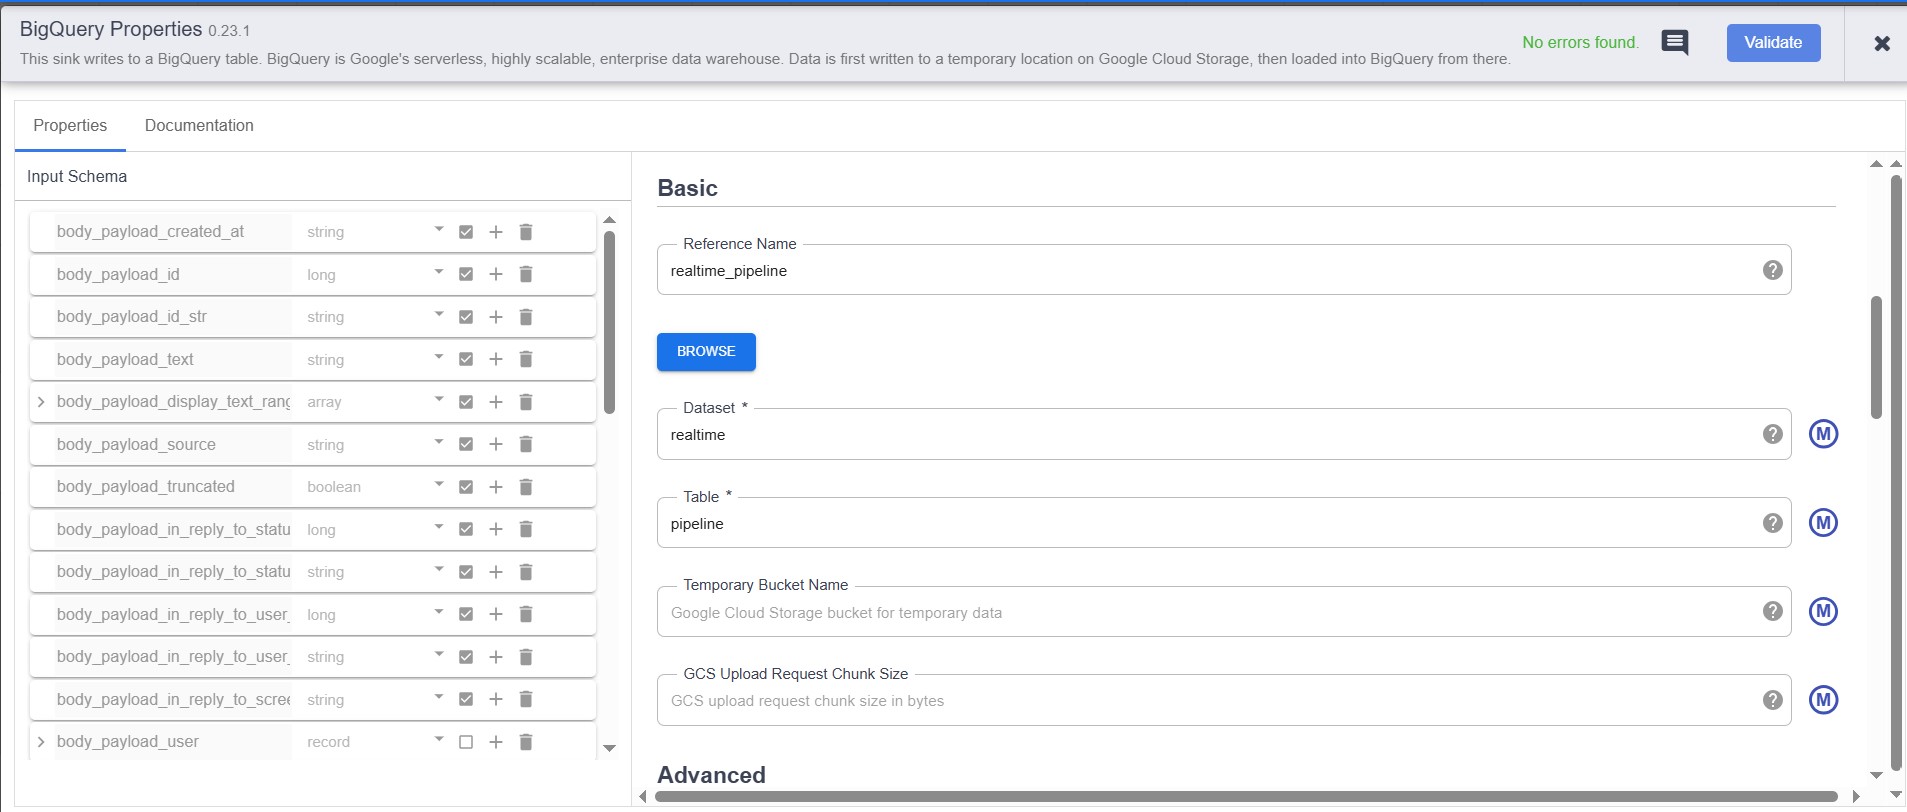 BigQuery Properties 0.23.1
This sink writes to a BigQuery table. BigQuery is Google's serverless, highly scalable, enterprise data warehouse. Data is first written to a temporary location on Google Cloud Storage, then loaded into BigQuery from there.
No errors found.
Validate
Properties Documentation
Input Schema
body_payload_created_at string
body_payload_id long
body_payload_id_str string
body_payload_text string
body_payload_display_text_rang array
body_payload_source string
body_payload_truncated boolean
body_payload_in_reply_to_statu long
body_payload_in_reply_to_statu string
body_payload_in_reply_to_user_ long
body_payload_in_reply_to_user_ string
body_payload_in_reply_to_scree string
body_payload_user record
Basic
Reference Name
realtime_pipeline
BROWSE
Dataset *
realtime
M
Table *
pipeline
M
Temporary Bucket Name
Google Cloud Storage bucket for temporary data
M
GCS Upload Request Chunk Size
GCS upload request chunk size in bytes
M
Advanced